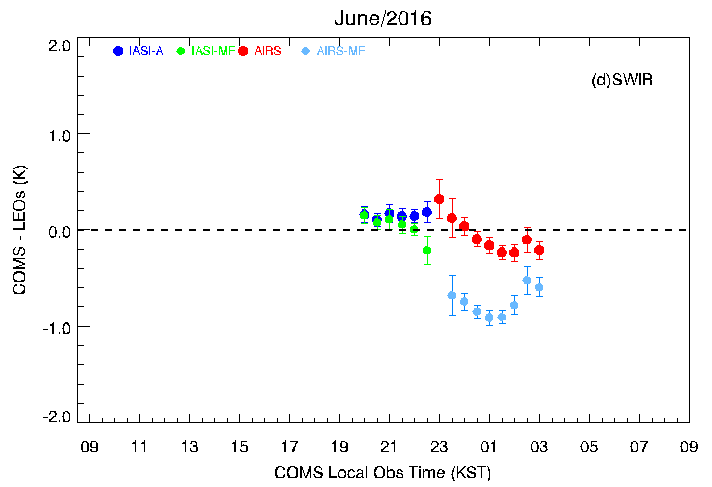 June/2016
IASI-A IASI-MF AIRS AIRS-MF
(d)SWIR
2.0
1.0
0.0
-1.0
-2.0
COMS - LEOs (K)
09 11 13 15 17 19 21 23 01 03 05 07 09
COMS Local Obs Time (KST)